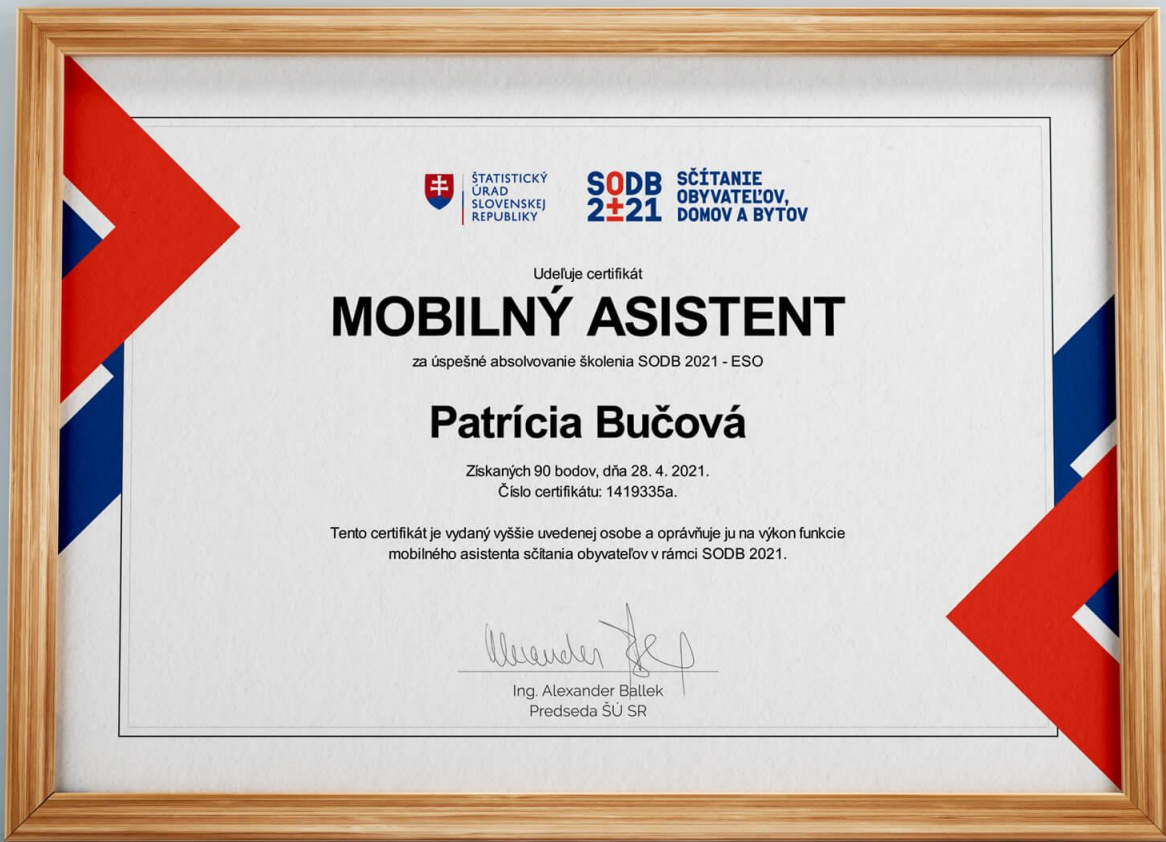 ŠTATISTICKÝ
ÚRAD
SLOVENSKEJ
REPUBLIKY
SODB
2±21
SČÍTANIE
OBYVATEĽOV,
DOMOV A BYTOV
Udeľuje certifikát
MOBILNÝ ASISTENT
za úspešné absolvovanie školenia SODB 2021 - ESO
Patrícia Bučová
Získaných 90 bodov, dňa 28. 4. 2021.
Číslo certifikátu: 1419335a.
Tento certifikát je vydaný vyššie uvedenej osobe a oprávňuje ju na výkon funkcie
mobilného asistenta sčítania obyvateľov v rámci SODB 2021.
Alexander
Ing. Alexander Ballek
Predseda ŠÚ SR